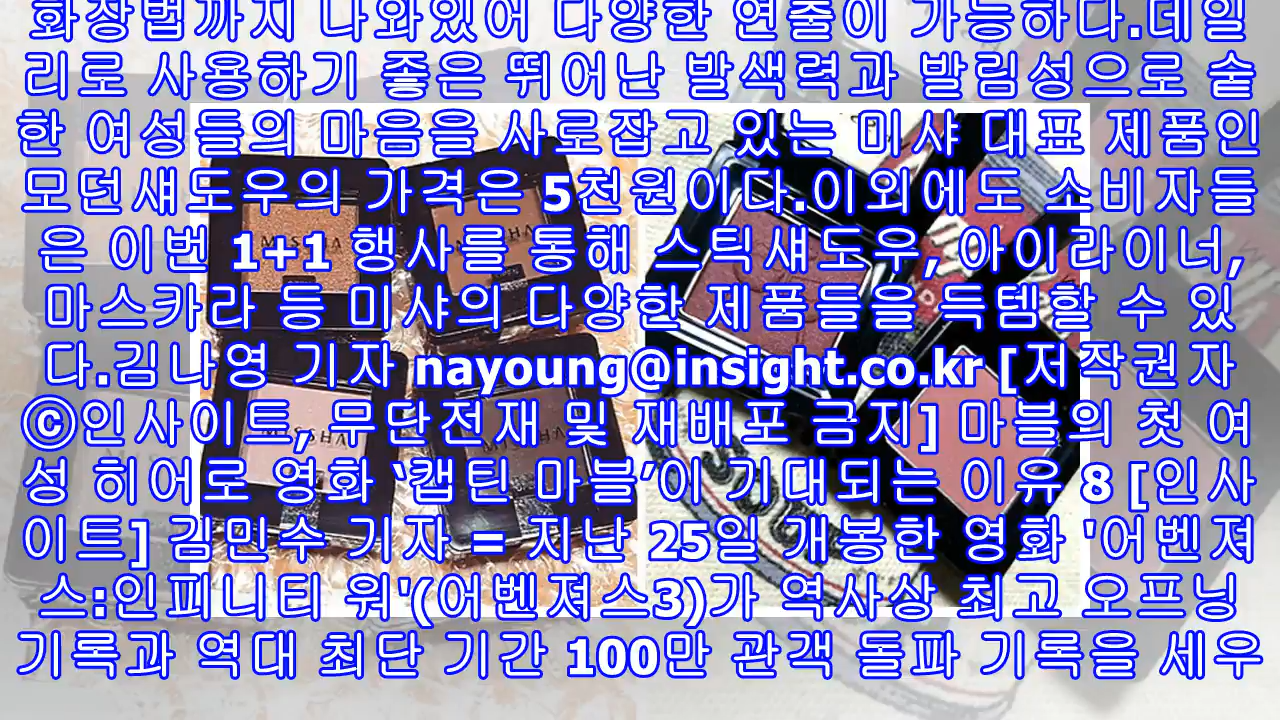 화장법까지 나와있어 다양한 연출이 가능하다.데일
리로 사용하기 좋은 뛰어난 발색력과 발림성으로 숱
한 여성들의 마음을 사로잡고 있는 미샤 대표 제품인
모던섀도우의 가격은 5천원이다.이외에도 소비자들
은 이번 1+1 행사를 통해 스틱섀도우, 아이라이너,
마스카라 등 미샤의 다양한 제품들을 득템할 수 있
다.김나영 기자 nayoung@insight.co.kr [저작권자
ⓒ인사이트, 무단전재 및 재배포 금지] 마블의 첫 여
성 히어로 영화 ‘캡틴 마블’이 기대되는 이유 8 [인사
이트] 김민수 기자 = 지난 25일 개봉한 영화 '어벤져
스:인피니티 워'(어벤져스3)가 역사상 최고 오프닝
기록과 역대 최단 기간 100만 관객 돌파 기록을 세우
MISSHA
MISSHA
MISSHA